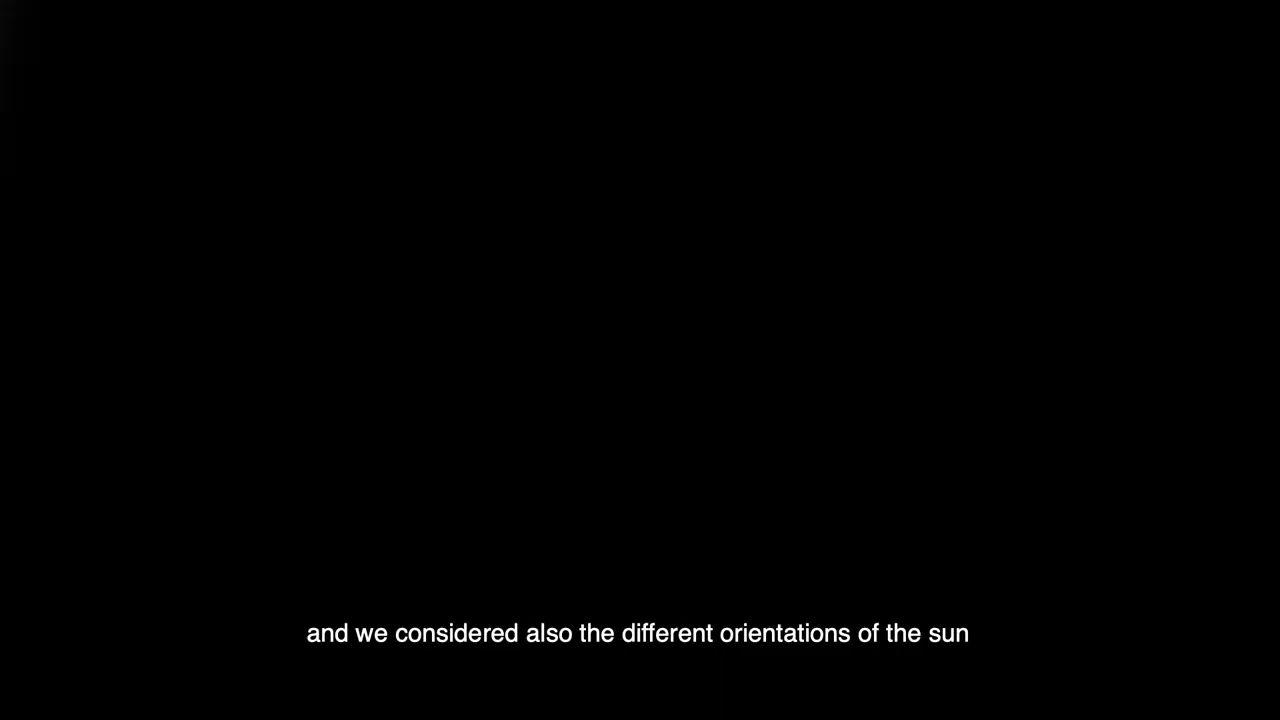 and we considered also the different orientations of the sun